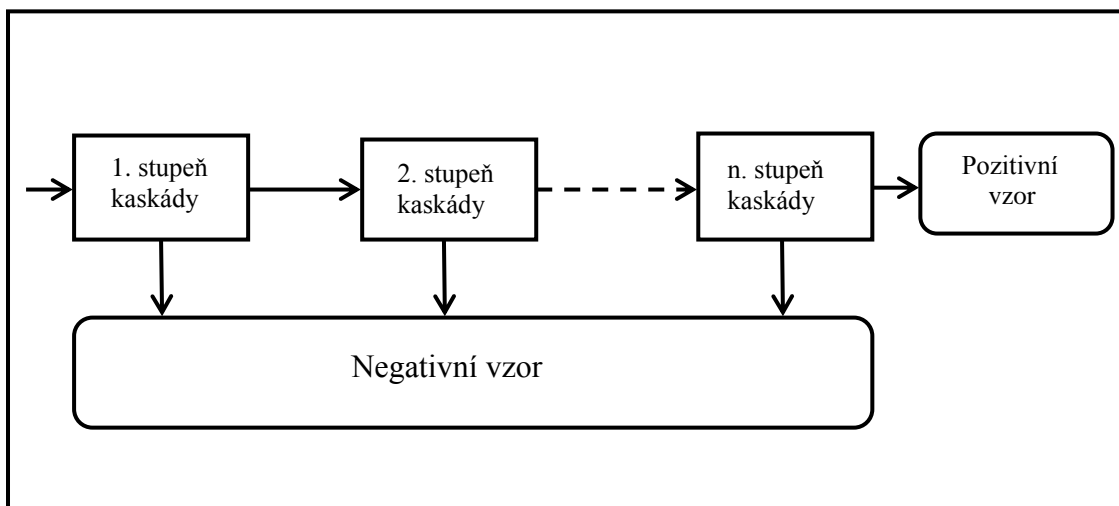 1. stupeň
kaskády
2. stupeň
kaskády
n. stupeň
kaskády
Pozitivní
vzor
Negativní vzor